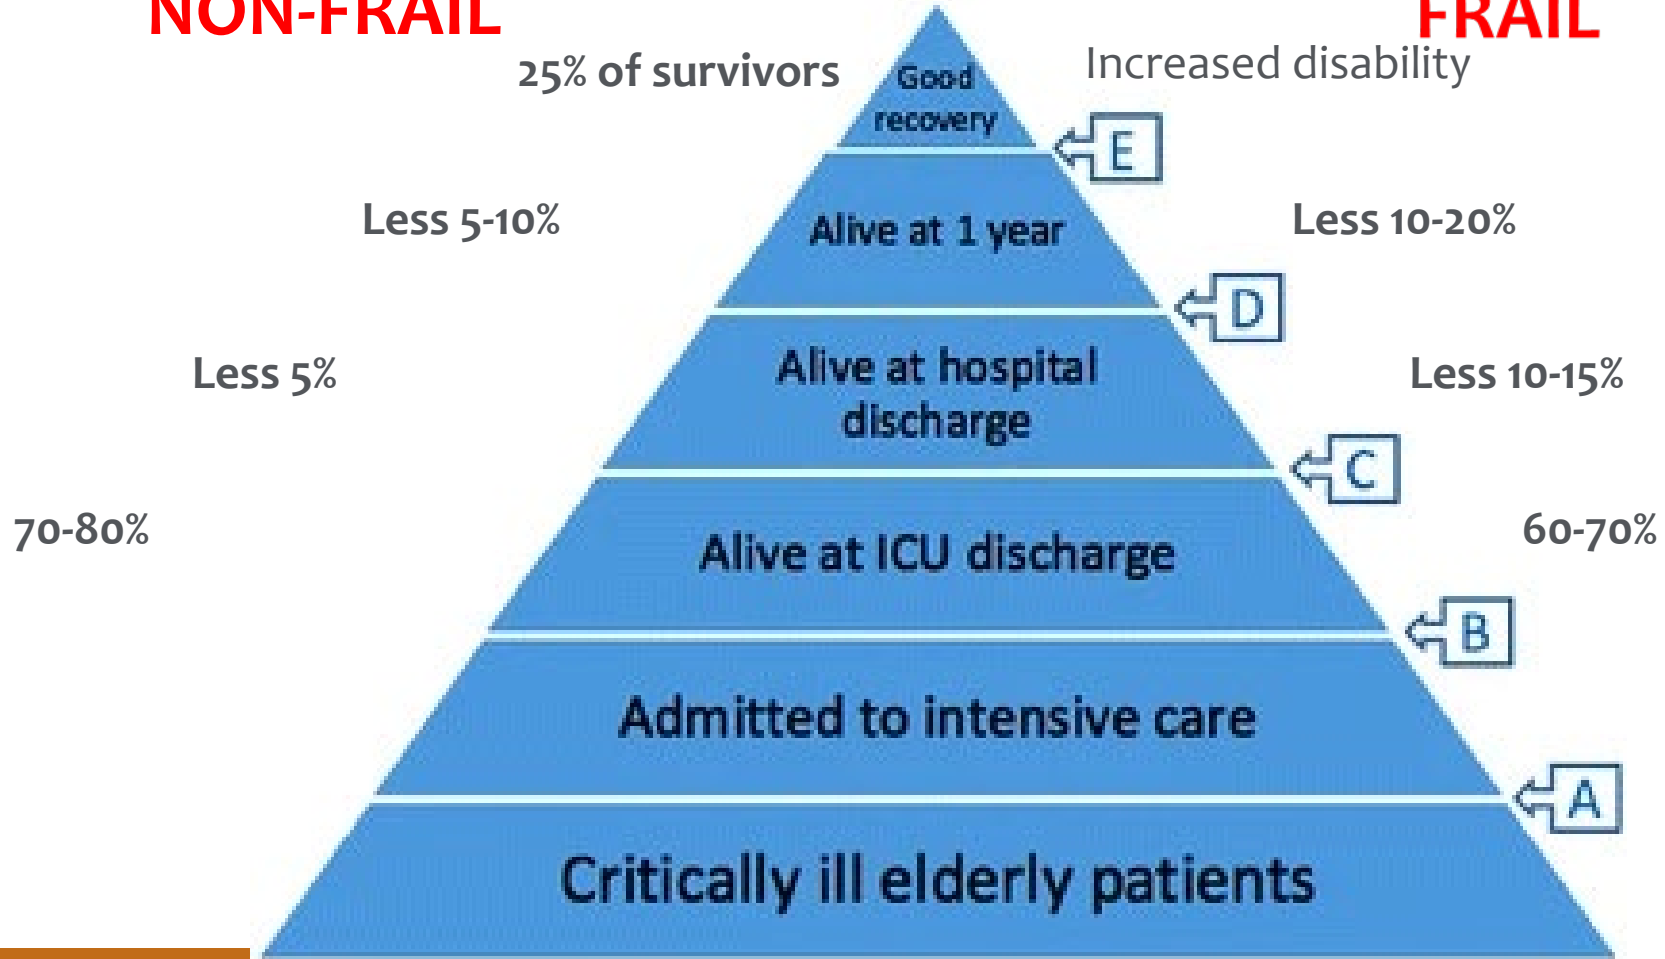 NON-FRAIL
FRAIL
25% of survivors
Good
recovery
Increased disability
E
Less 5-10%
Alive at 1 year
Less 10-20%
D
Less 5%
Alive at hospital
discharge
Less 10-15%
C
70-80%
Alive at ICU discharge
60-70%
B
Admitted to intensive care
A
Critically ill elderly patients